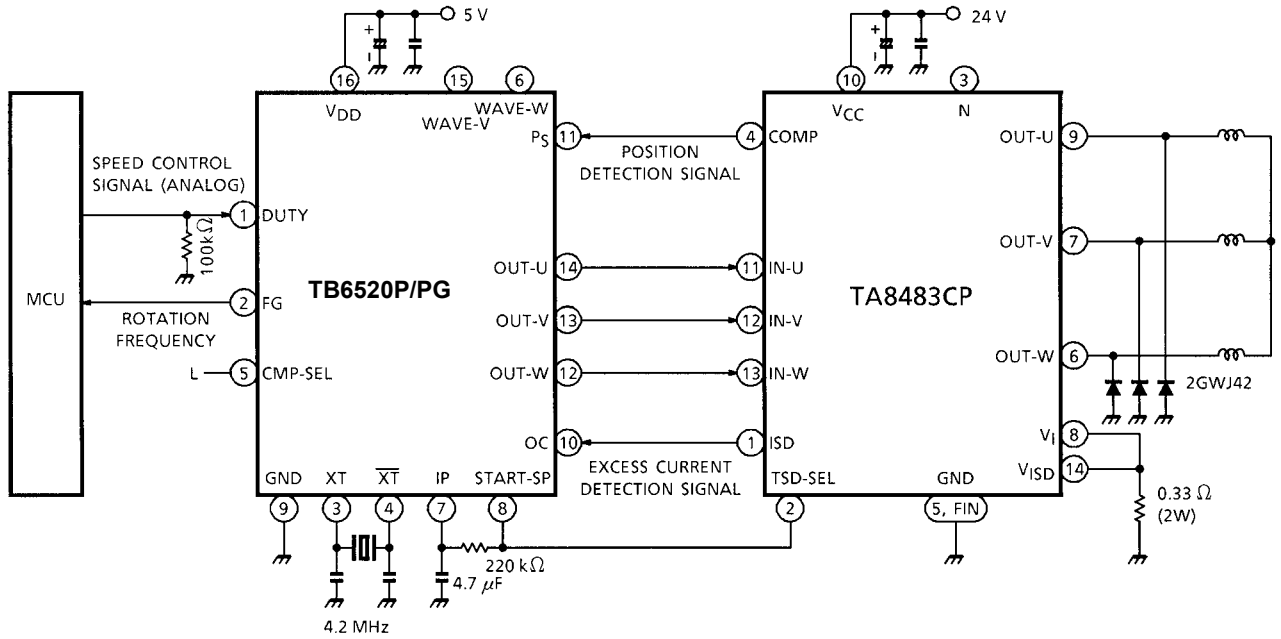 5 V
24 V
16
15
6
10
3
VDD
WAVE-V
WAVE-W
VCC
N
PS
11
4
COMP
OUT-U
9
POSITION
DETECTION SIGNAL
SPEED CONTROL
SIGNAL (ANALOG)
1
DUTY
100kΩ
OUT-V
7
OUT-U
14
11
IN-U
TB6520P/PG
TA8483CP
MCU
2
FG
ROTATION
FREQUENCY
OUT-V
13
12
IN-V
OUT-W
6
L
5
CMP-SEL
OUT-W
12
13
IN-W
2GWJ42
OC
10
1
ISD
VI
8
EXCESS CURRENT
DETECTION SIGNAL
VISD
14
GND
XT
XT
IP
START-SP
TSD-SEL
GND
0.33 Ω
(2W)
9
3
4
7
8
2
5, FIN
220 kΩ
4.7 μF
4.2 MHz
+
-
+
-